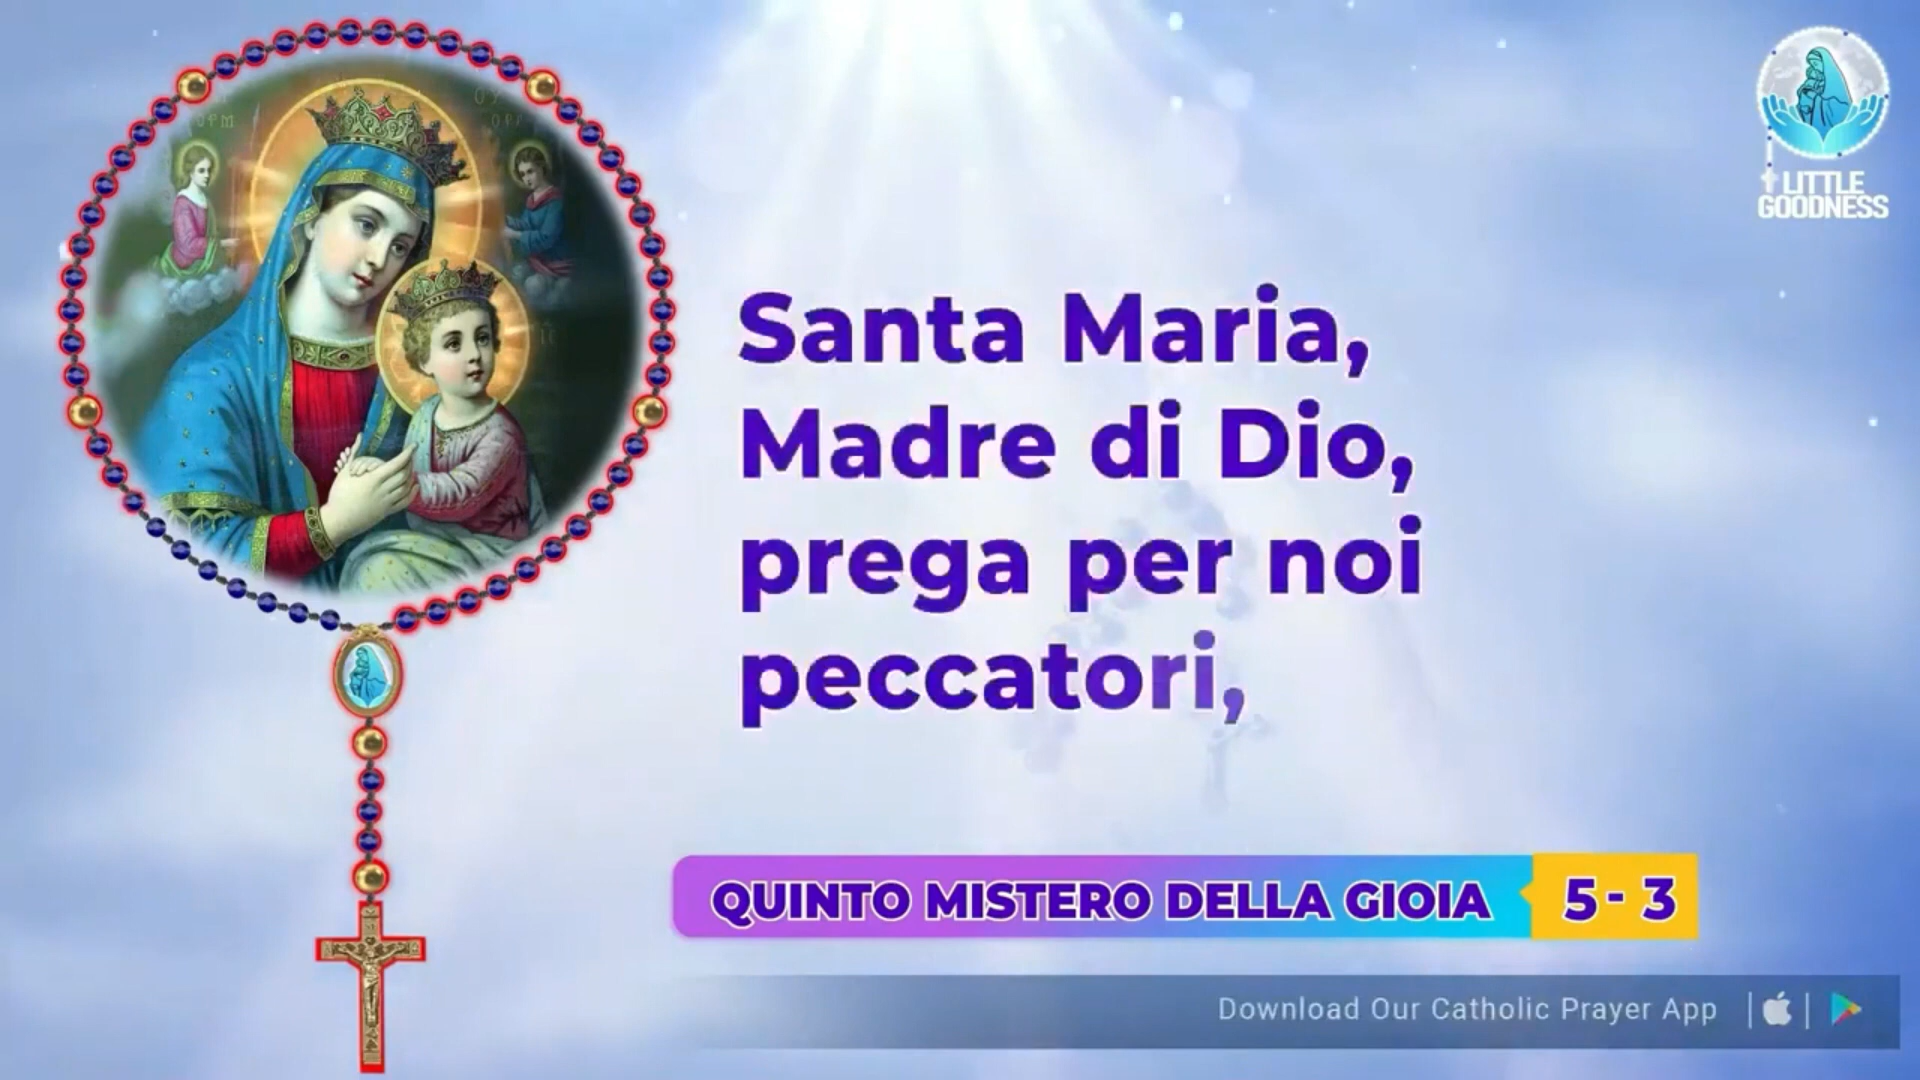 LITTLE
GOODNESS
Santa Maria,
Madre di Dio,
prega per noi
peccatori,
QUINTO MISTERO DELLA GIOIA 5 - 3
Download Our Catholic Prayer App